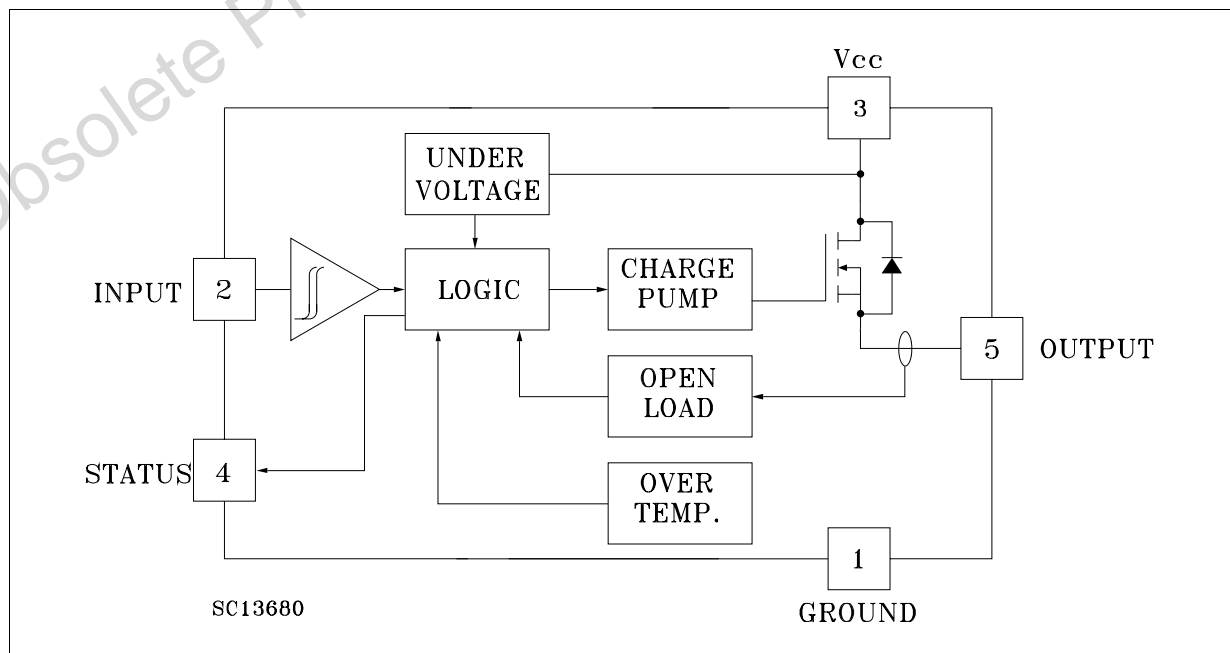 Obsolete Pr
Vcc
3
UNDER
VOLTAGE
INPUT
2
LOGIC
CHARGE
PUMP
5
OUTPUT
OPEN
LOAD
STATUS
4
OVER
TEMP.
1
GROUND
SC13680